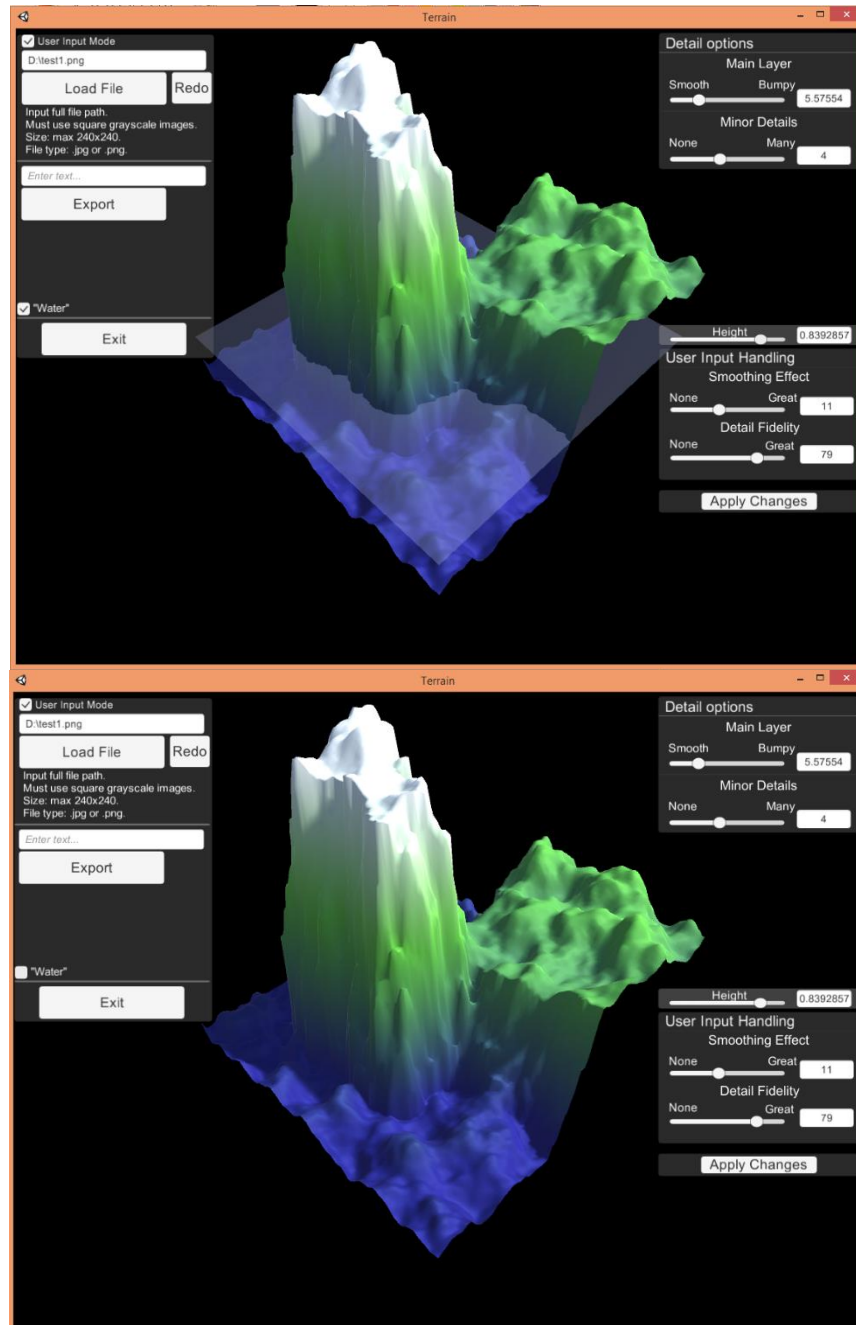 Terrain
User Input Mode
D:\test1.png
Load File
Redo
Input full file path.
Must use square grayscale images.
Size: max 240x240.
File type: .jpg or .png.
Enter text...
Export
"Water"
Exit
Detail options
Main Layer
Smooth Bumpy
5.57554
Minor Details
None Many
4
Height 0.8392857
User Input Handling
Smoothing Effect
None Great
11
Detail Fidelity
None Great
79
Apply Changes
Terrain
User Input Mode
D:\test1.png
Load File
Redo
Input full file path.
Must use square grayscale images.
Size: max 240x240.
File type: .jpg or .png.
Enter text...
Export
"Water"
Exit
Detail options
Main Layer
Smooth Bumpy
5.57554
Minor Details
None Many
4
Height 0.8392857
User Input Handling
Smoothing Effect
None Great
11
Detail Fidelity
None Great
79
Apply Changes